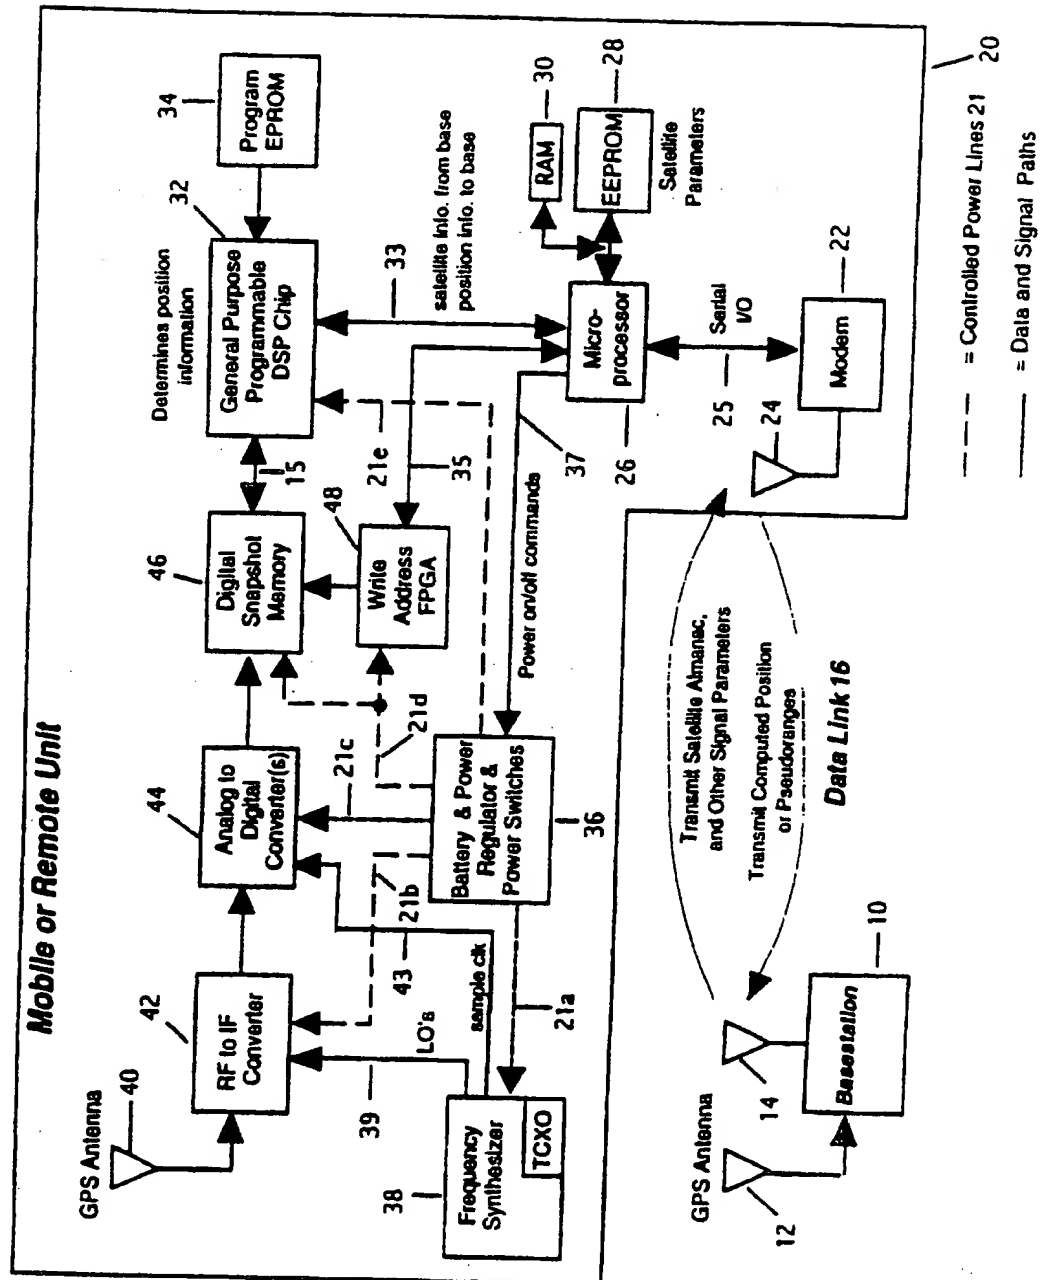 Mobile or Remote Unit
GPS Antenna
40
42
RF to IF
Converter
44
Analog to
Digital
Converter(s)
46
Digital
Snapshot
Memory
15
Determines position
information
32
General Purpose
Programmable
DSP Chip
34
Program
EPROM
39
LO's
43
sample clk
21b
21c
21d
48
Write
Address
FPGA
21e
35
33
satellite info. from base
position info. to base
38
Frequency
Synthesizer
TCXO
21a
Battery & Power
Regulator &
Power Switches
36
Power on/off commands
37
Micro-
processor
26
RAM
30
EEPROM
28
Satellite
Parameters
25
Serial
I/O
24
Modem
22
20
GPS Antenna
12
14
Basestation
10
Transmit Satellite Almanac,
and Other Signal Parameters
Transmit Computed Position
or Pseudoranges
Data Link 16
= Controlled Power Lines 21
= Data and Signal Paths